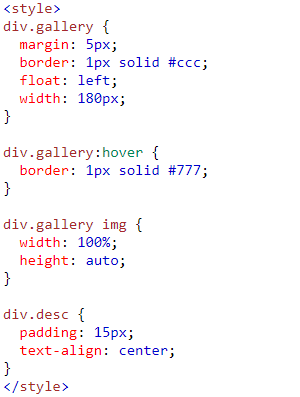 <style>
div.gallery {
  margin: 5px;
  border: 1px solid #ccc;
  float: left;
  width: 180px;
}

div.gallery:hover {
  border: 1px solid #777;
}

div.gallery img {
  width: 100%;
  height: auto;
}

div.desc {
  padding: 15px;
  text-align: center;
}
</style>